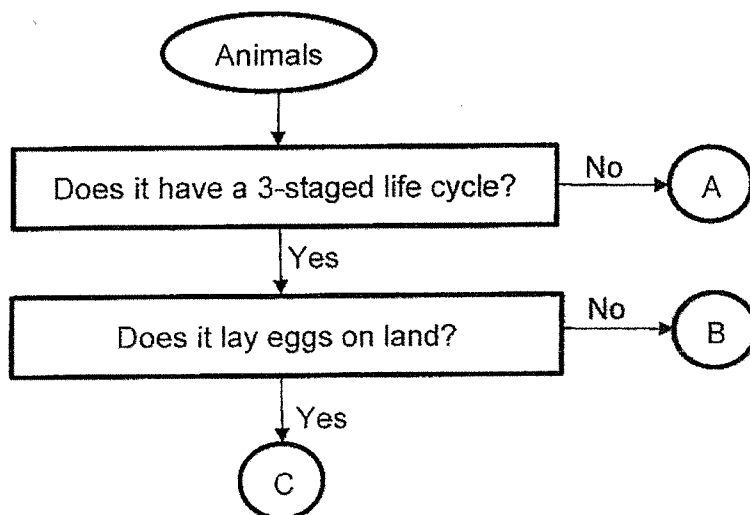 Animals
Does it have a 3-staged life cycle?
No
A
Yes
Does it lay eggs on land?
No
B
Yes
C